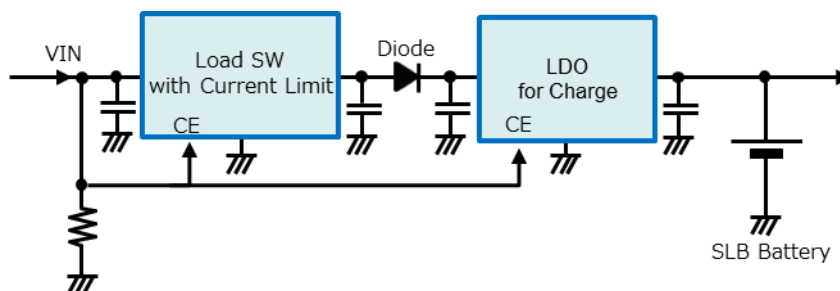 VIN
Load SW
with Current Limit
CE
Diode
LDO
for Charge
CE
SLB Battery